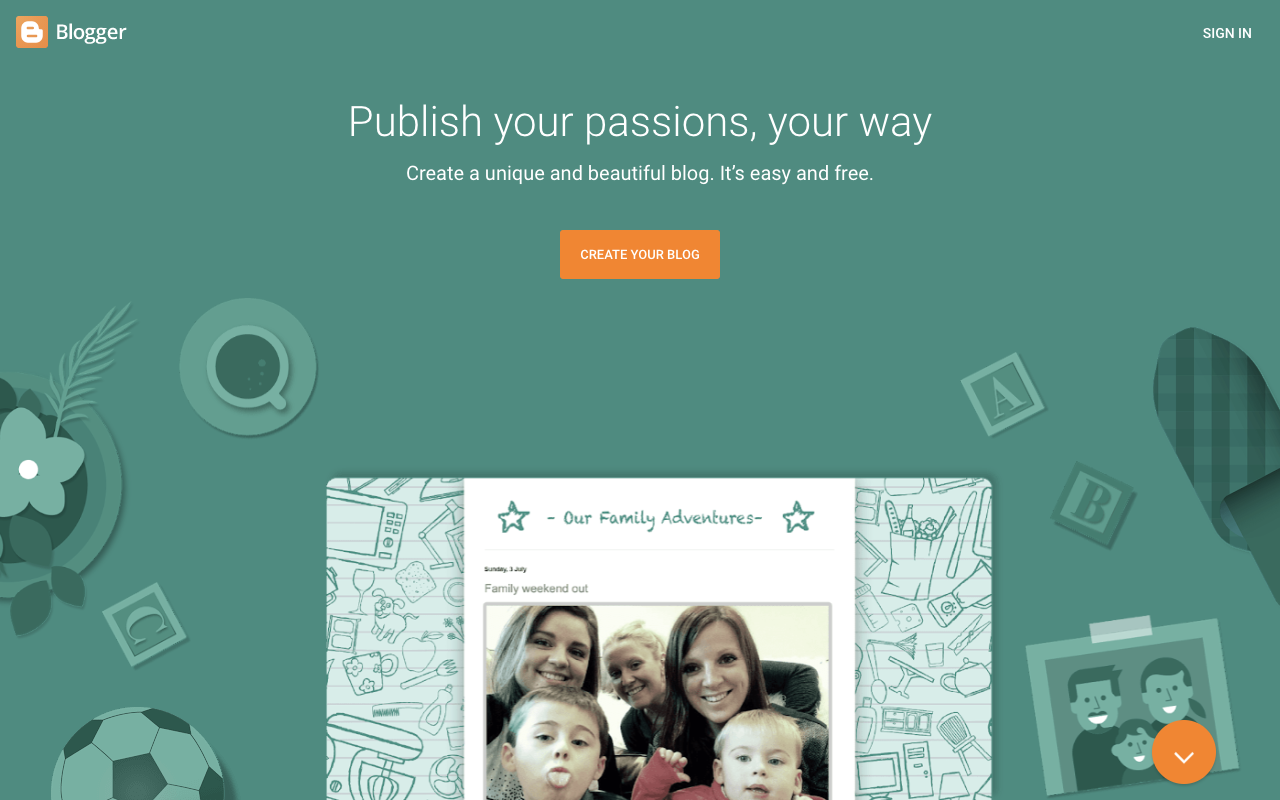 Blogger
SIGN IN
Publish your passions, your way
Create a unique and beautiful blog. It’s easy and free.
CREATE YOUR BLOG
A
B
C
- Our Family Adventures-
Sunday, 3 July
Family weekend out